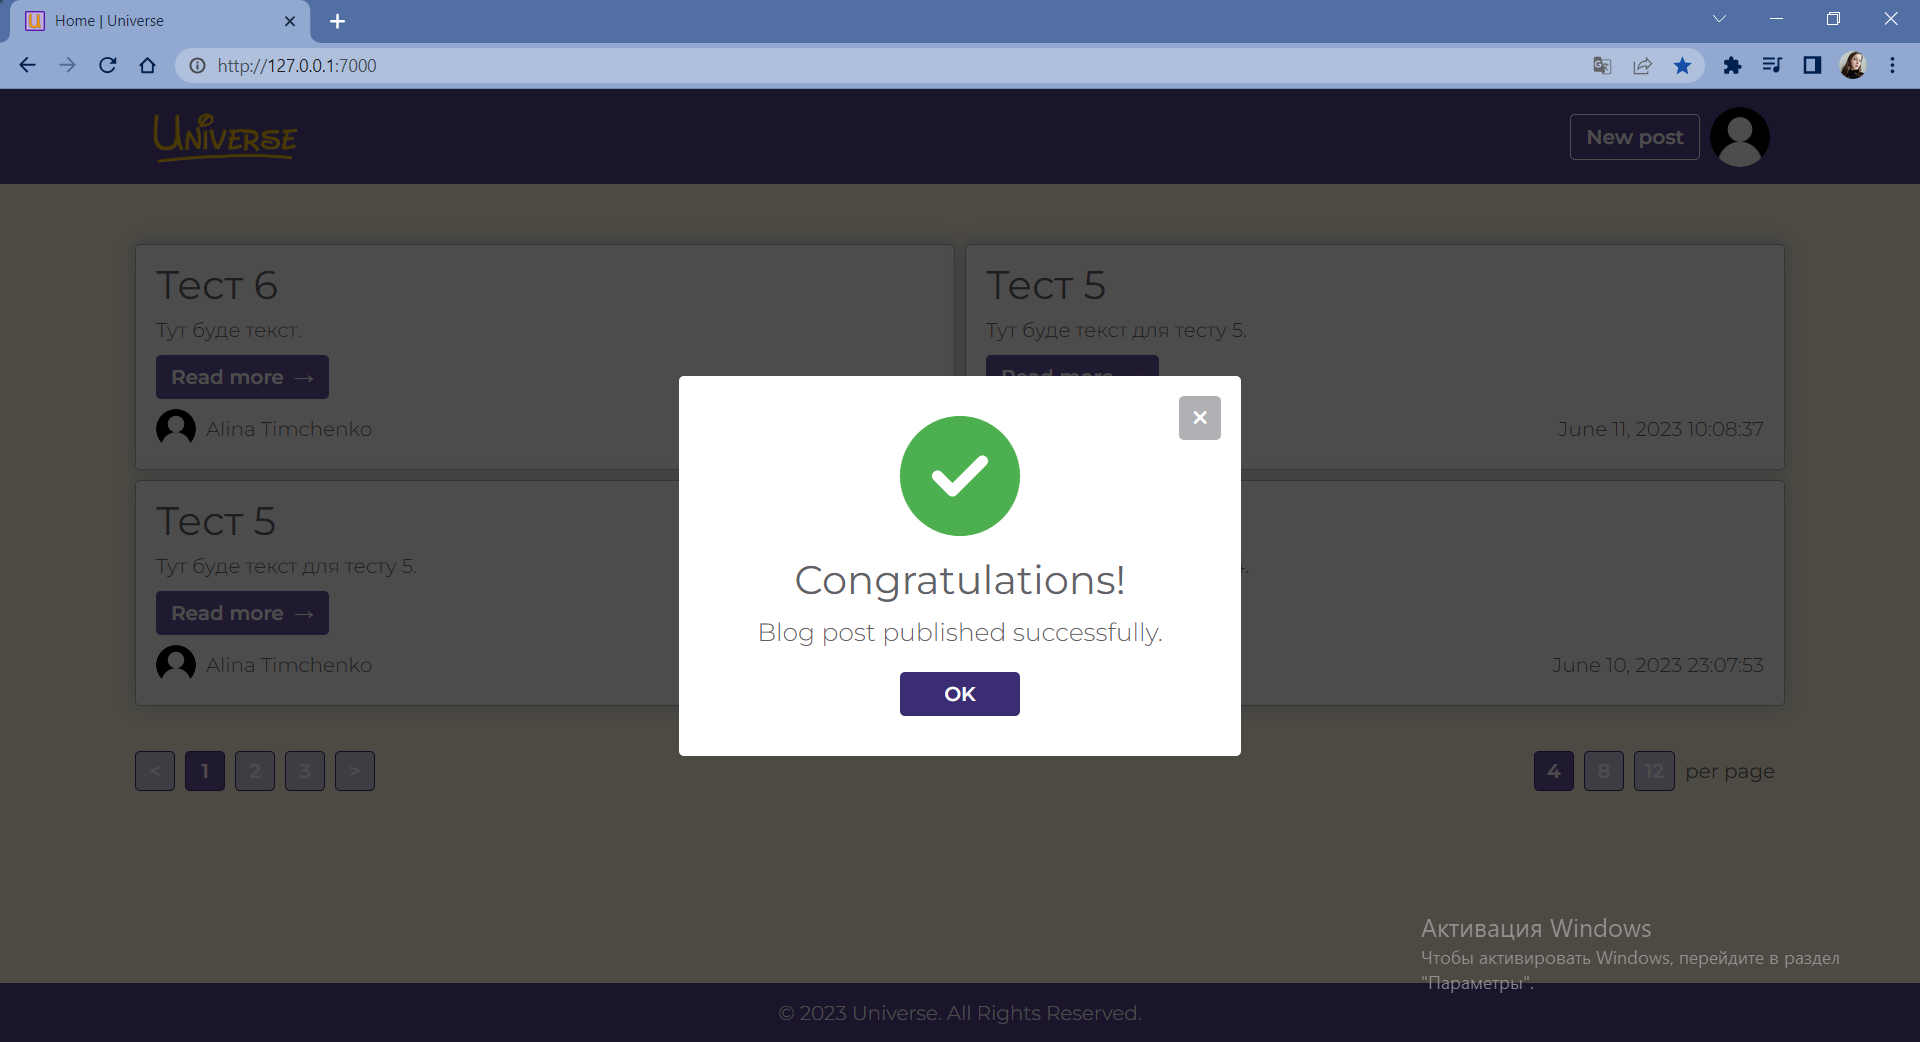 Home | Universe
http://127.0.0.1:7000
UNIVERSE
New post
Тест 6
Тут буде текст.
Read more →
Alina Timchenko
Тест 5
Тут буде текст для тесту 5.
Read more
June 11, 2023 10:08:37
Тест 5
Тут буде текст для тесту 5.
Read more →
Alina Timchenko
June 10, 2023 23:07:53
Congratulations!
Blog post published successfully.
OK
< 1 2 3 >
4 8 12 per page
Активация Windows
Чтобы активировать Windows, перейдите в раздел
"Параметры".
© 2023 Universe. All Rights Reserved.